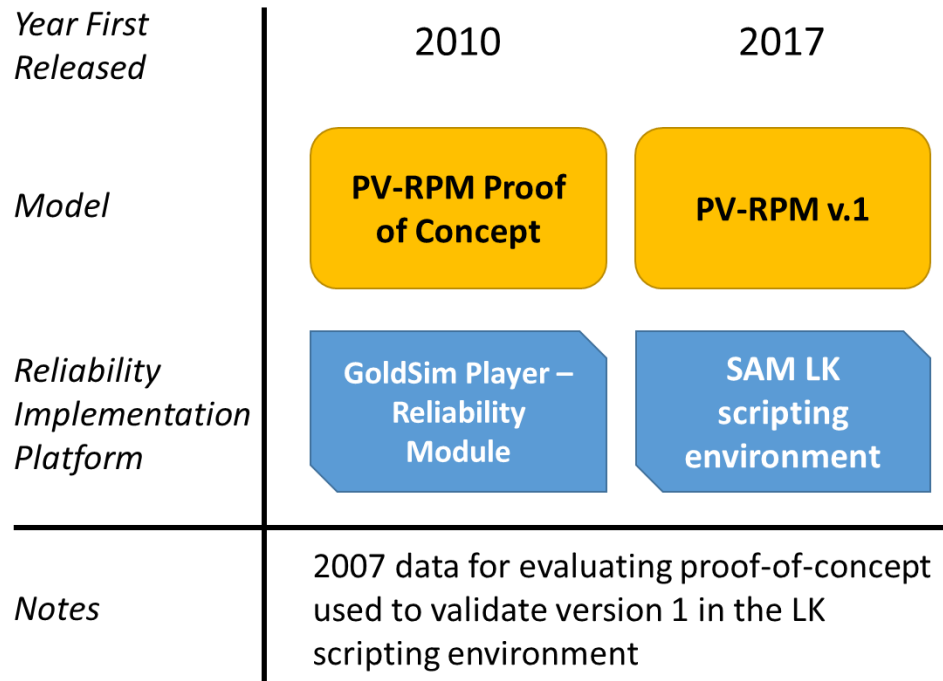 Year First
Released
2010
2017
Model
PV-RPM Proof
of Concept
PV-RPM v.1
Reliability
Implementation
Platform
GoldSim Player –
Reliability
Module
SAM LK
scripting
environment
Notes
2007 data for evaluating proof-of-concept
used to validate version 1 in the LK
scripting environment